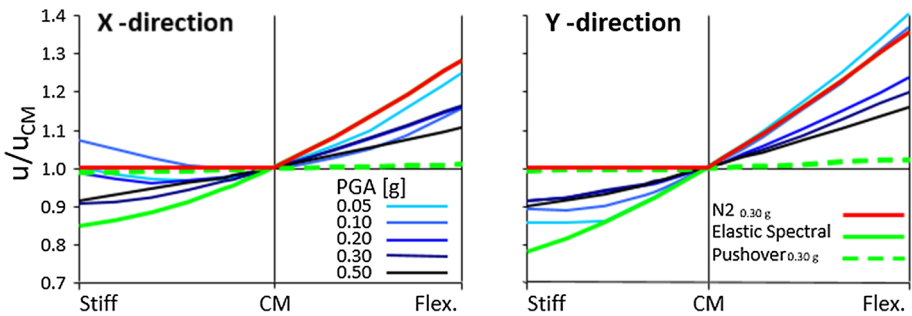 X -direction
Y -direction
u/uCM
1.4
1.3
1.2
1.1
1.0
0.9
0.8
0.7
PGA [g]
0.05
0.10
0.20
0.30
0.50
N2 0.30 g
Elastic Spectral
Pushover 0.30 g
Stiff CM Flex.
Stiff CM Flex.